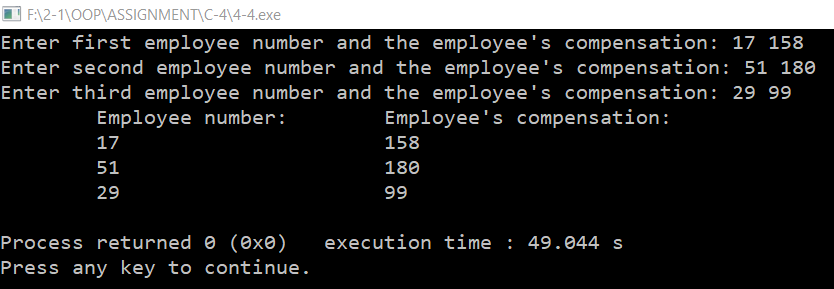 F:\2-1\OOP\ASSIGNMENT\C-4\4-4.exe
Enter first employee number and the employee's compensation: 17 158
Enter second employee number and the employee's compensation: 51 180
Enter third employee number and the employee's compensation: 29 99
Employee number: Employee's compensation:
17 158
51 180
29 99
Process returned 0 (0x0) execution time : 49.044 s
Press any key to continue.